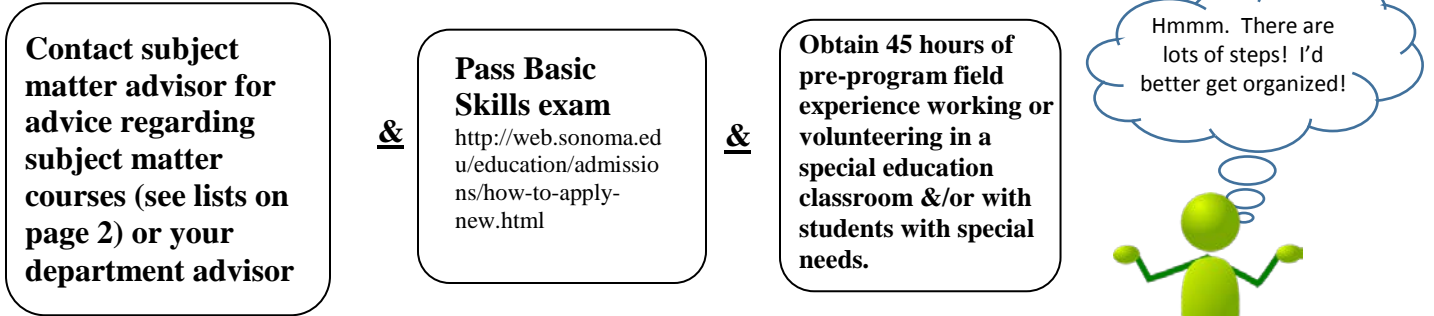 Contact subject
matter advisor for
advice regarding
subject matter
courses (see lists on
page 2) or your
department advisor
&
Pass Basic
Skills exam
http://web.sonoma.ed
u/education/admissio
ns/how-to-apply-
new.html
&
Obtain 45 hours of
pre-program field
experience working or
volunteering in a
special education
classroom &/or with
students with special
needs.
Hmmm.  There are
lots of steps!  I’d
better get organized!